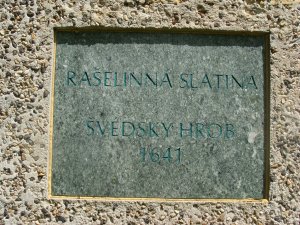 RAŠELINNÁ SLATINA
ŠVÉDSKÝ HROB
1641